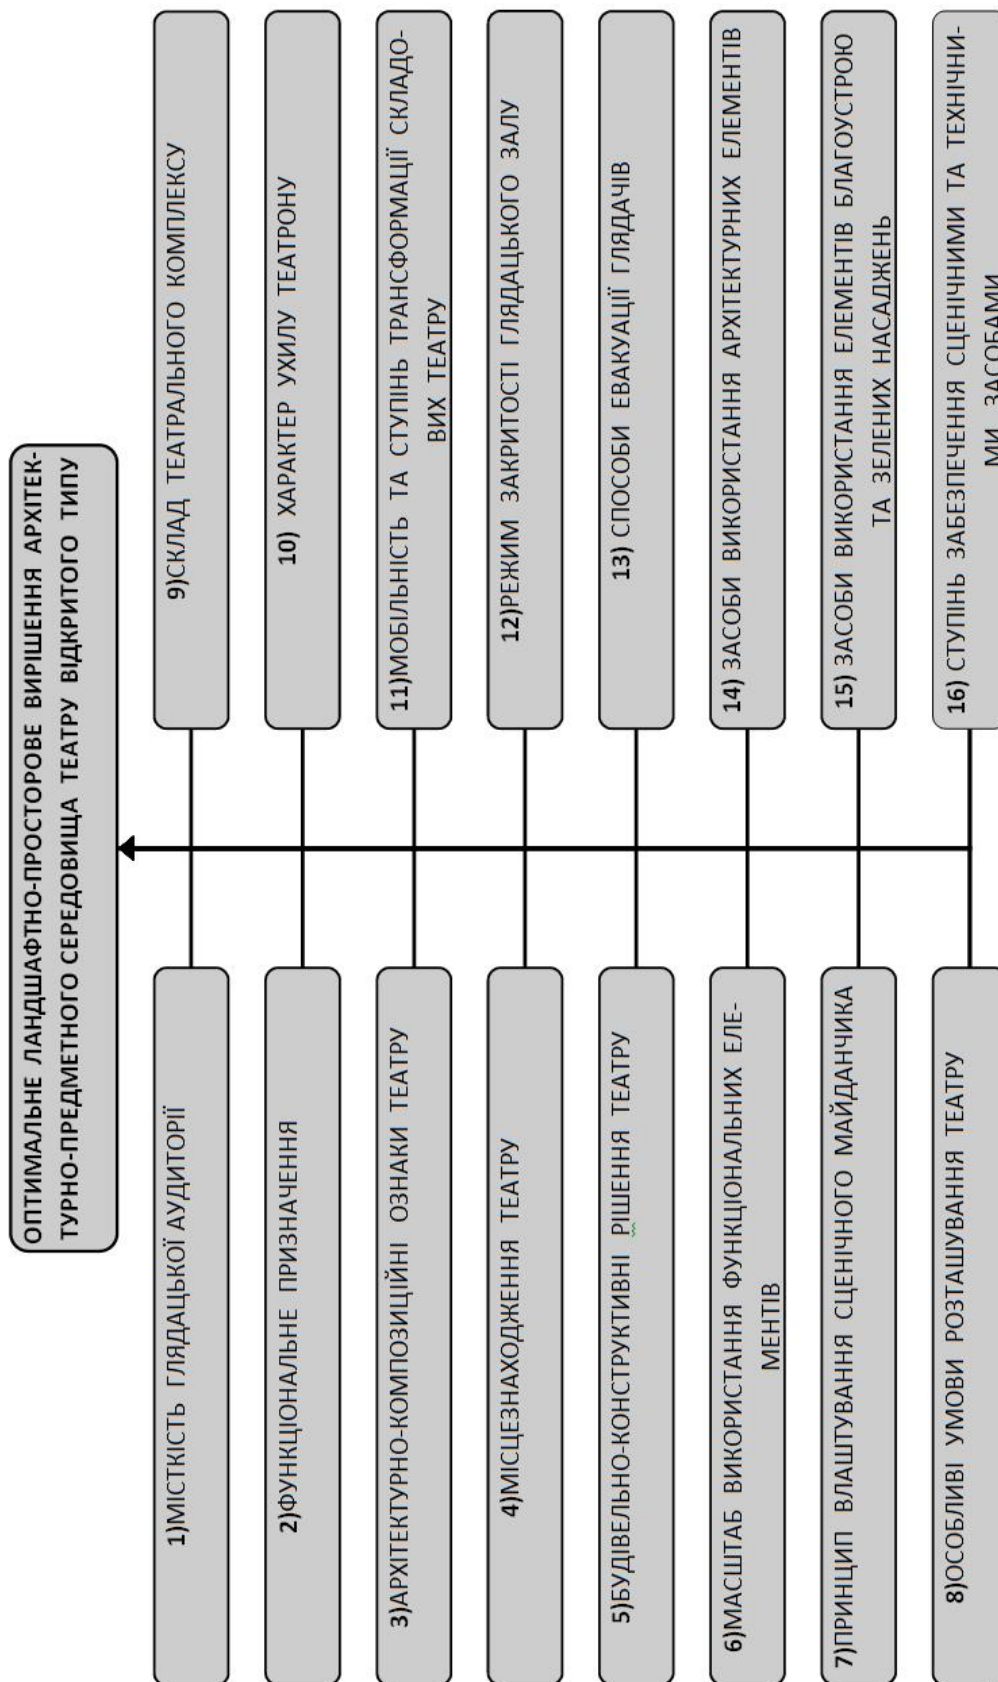 ОПТИМАЛЬНЕ ЛАНДШАФТНО-ПРОСТОРОВЕ ВИРІШЕННЯ АРХІТЕК-
ТУРНО-ПРЕДМЕТНОГО СЕРЕДОВИЩА ТЕАТРУ ВІДКРИТОГО ТИПУ
1)МІСТКІСТЬ ГЛЯДАЦЬКОЇ АУДИТОРІЇ
2)ФУНКЦІОНАЛЬНЕ ПРИЗНАЧЕННЯ
3)АРХІТЕКТУРНО-КОМПОЗИЦІЙНІ ОЗНАКИ ТЕАТРУ
4)МІСЦЕЗНАХОДЖЕННЯ ТЕАТРУ
5)БУДІВЕЛЬНО-КОНСТРУКТИВНІ РІШЕННЯ ТЕАТРУ
6)МАСШТАБ ВИКОРИСТАННЯ ФУНКЦІОНАЛЬНИХ ЕЛЕ-
МЕНТІВ
7)ПРИНЦИП ВЛАШТУВАННЯ СЦЕНІЧНОГО МАЙДАНЧИКА
8)ОСОБЛИВІ УМОВИ РОЗТАШУВАННЯ ТЕАТРУ
9)СКЛАД ТЕАТРАЛЬНОГО КОМПЛЕКСУ
10) ХАРАКТЕР УХИЛУ ТЕАТРОНУ
11)МОБІЛЬНІСТЬ ТА СТУПІНЬ ТРАНСФОРМАЦІЇ СКЛАДО-
ВИХ ТЕАТРУ
12)РЕЖИМ ЗАКРИТОСТІ ГЛЯДАЦЬКОГО ЗАЛУ
13) СПОСОБИ ЕВАКУАЦІЇ ГЛЯДАЧІВ
14) ЗАСОБИ ВИКОРИСТАННЯ АРХІТЕКТУРНИХ ЕЛЕМЕНТІВ
15) ЗАСОБИ ВИКОРИСТАННЯ ЕЛЕМЕНТІВ БЛАГОУСТРОЮ
ТА ЗЕЛЕНИХ НАСАДЖЕНЬ
16) СТУПІНЬ ЗАБЕЗПЕЧЕННЯ СЦЕНІЧНИМИ ТА ТЕХНІЧНИ-
МИ ЗАСОБАМИ